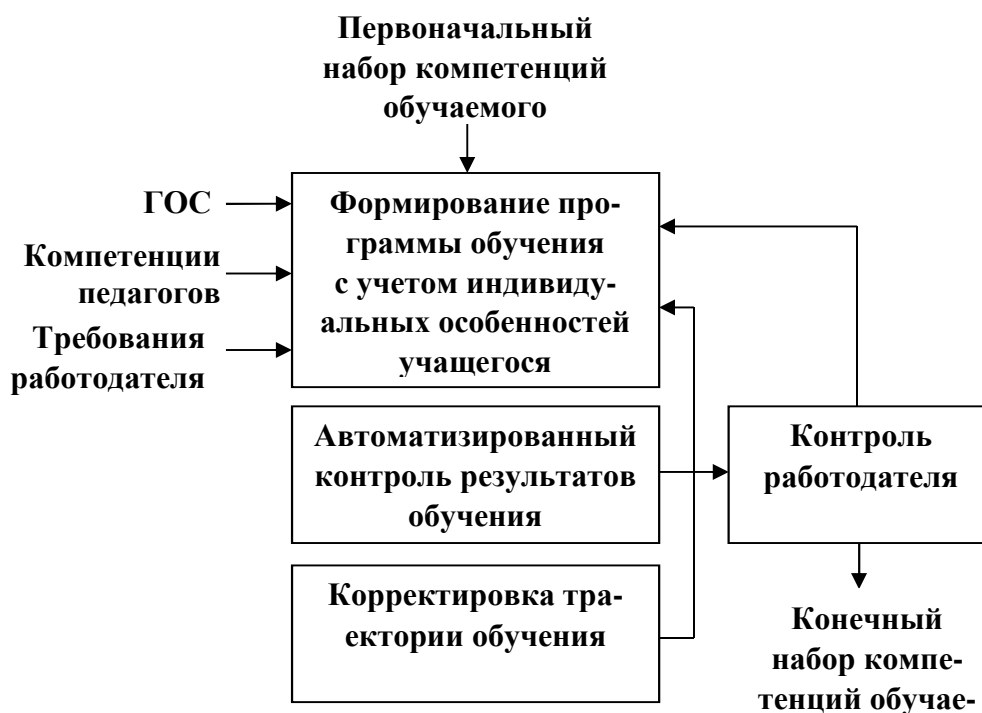 Первоначальный
набор компетенций
обучаемого
ГОС
Компетенции
педагогов
Требования
работодателя
Формирование про-
граммы обучения
с учетом индивиду-
альных особенностей
учащегося
Автоматизированный
контроль результатов
обучения
Контроль
работодателя
Корректировка тра-
ектории обучения
Конечный
набор компе-
тенций обучае-